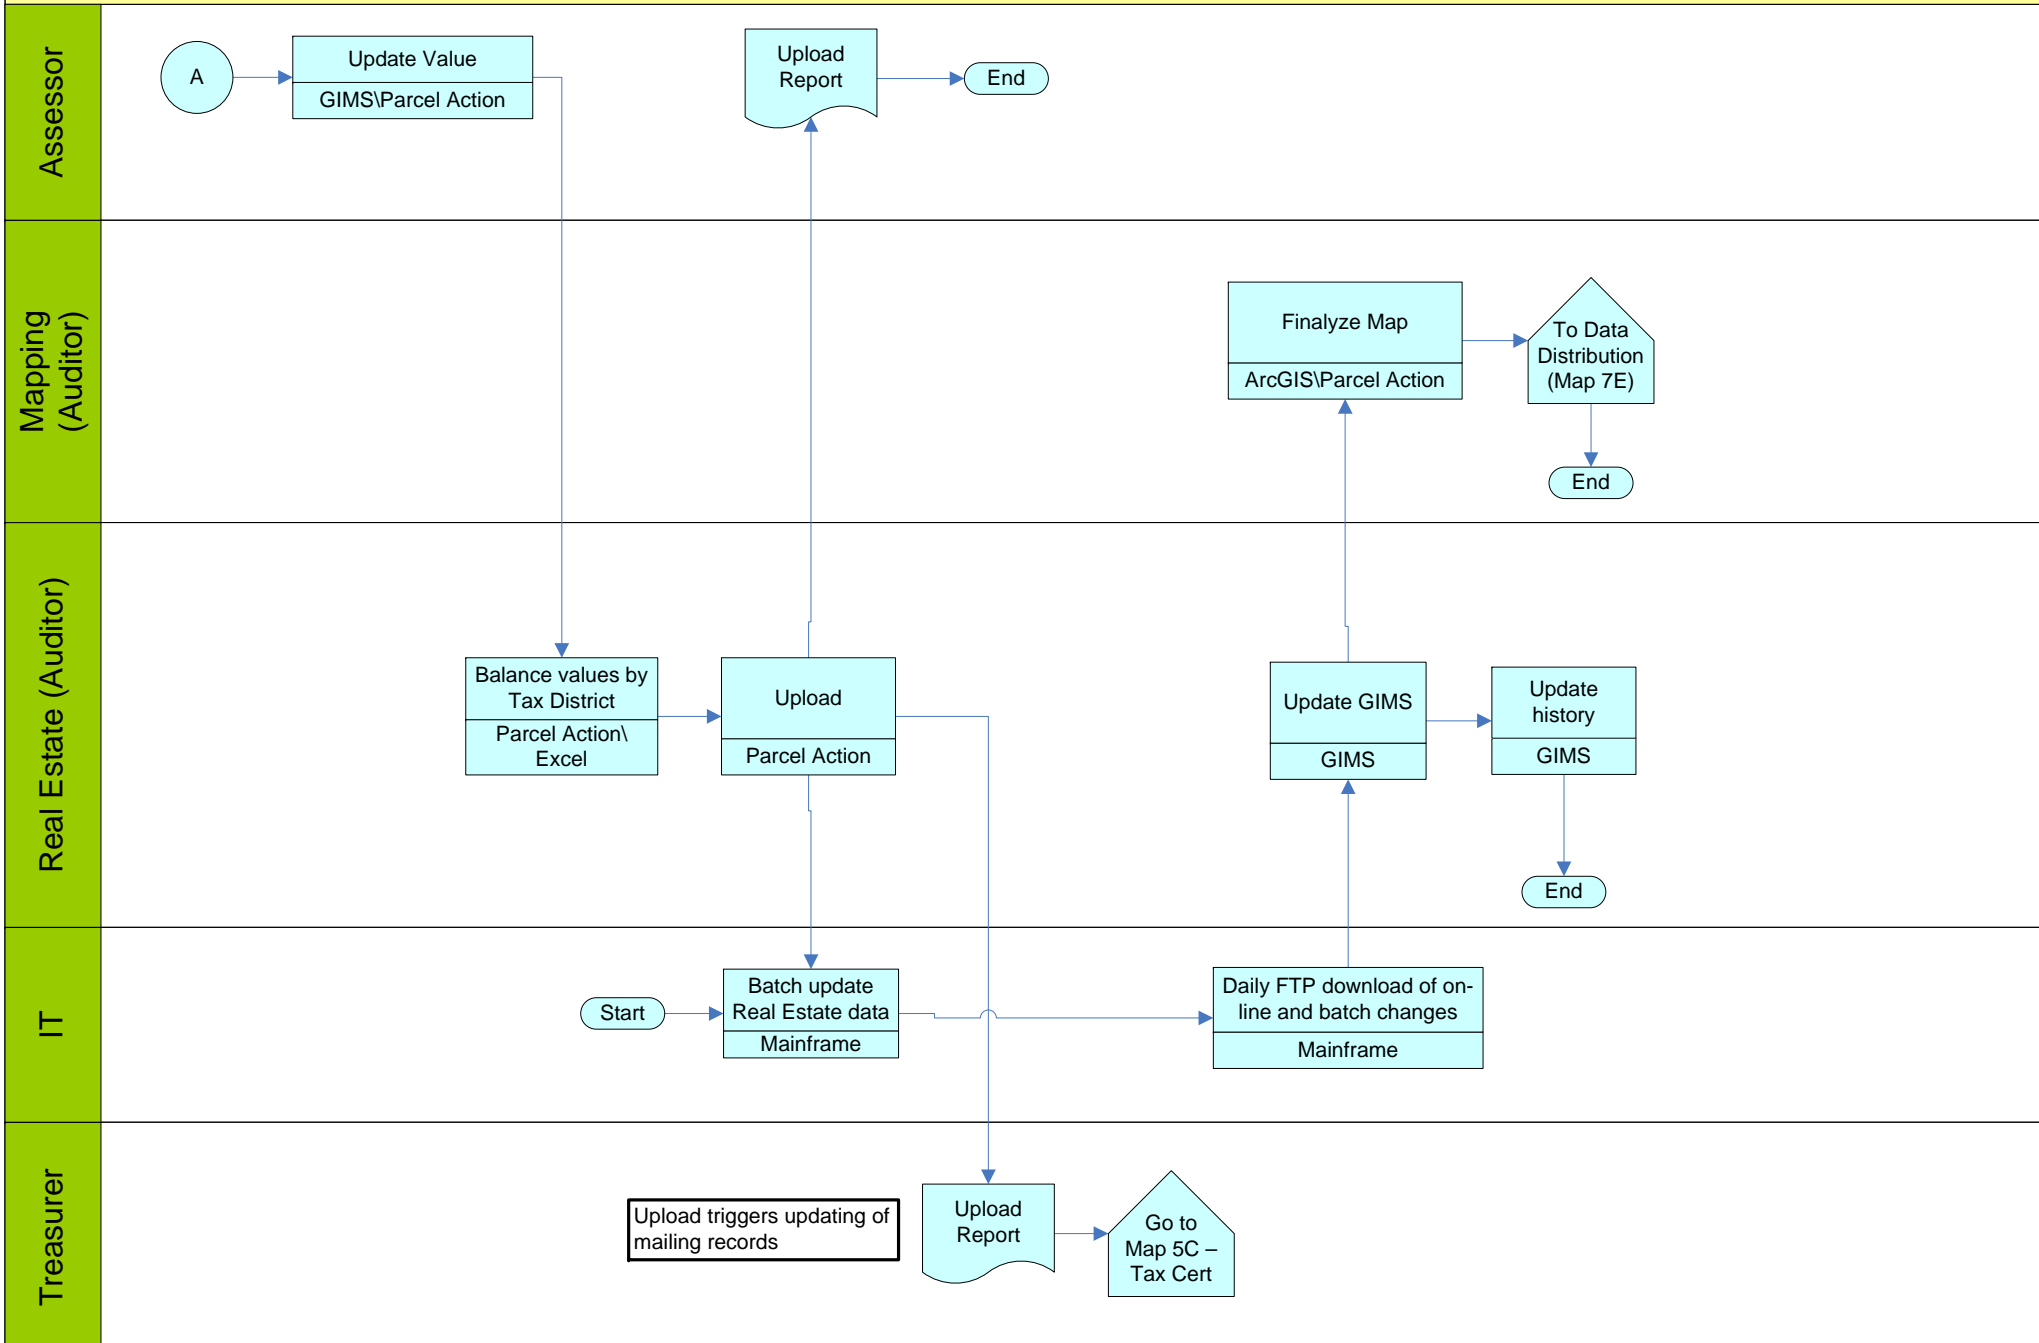 Assessor
A
Update Value
GIMS\Parcel Action
Upload
Report
End
Mapping
(Auditor)
Finalyze Map
ArcGIS\Parcel Action
To Data
Distribution
(Map 7E)
End
Real Estate (Auditor)
Balance values by
Tax District
Parcel Action\
Excel
Upload
Parcel Action
Update GIMS
GIMS
Update
history
GIMS
End
IT
Start
Batch update
Real Estate data
Mainframe
Daily FTP download of on-
line and batch changes
Mainframe
Treasurer
Upload triggers updating of
mailing records
Upload
Report
Go to
Map 5C –
Tax Cert